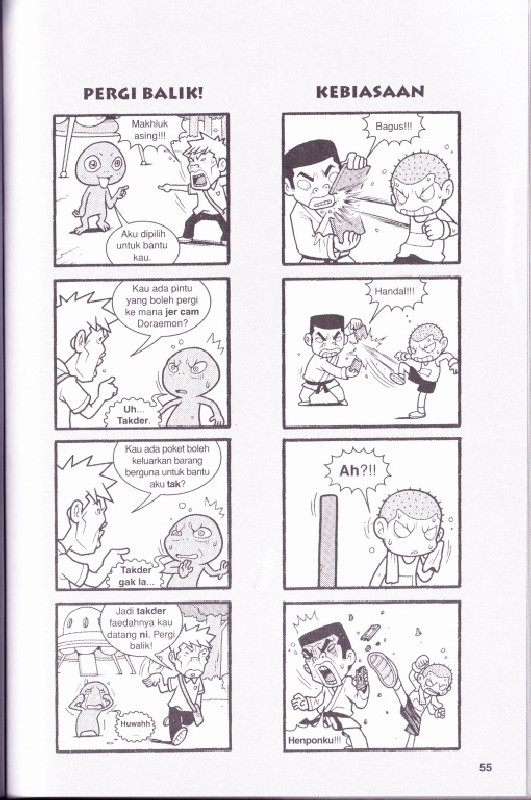 PERGI BALIK!
Makhluk
asing!!!
Aku dipilih
untuk bantu
kau.
Kau ada pintu
yang boleh pergi
ke mana jer cam
Doraemon?
Uh...
Takder.
Kau ada poket boleh
keluarkan barang
berguna untuk bantu
aku tak?
Takder
gak la...
Jadi takder
faedahnya kau
datang ni. Pergi
balik!
Huwahh
KEBIASAAN
Bagus!!!
Handal!!!
Ah?!!
Henponku!!!
55